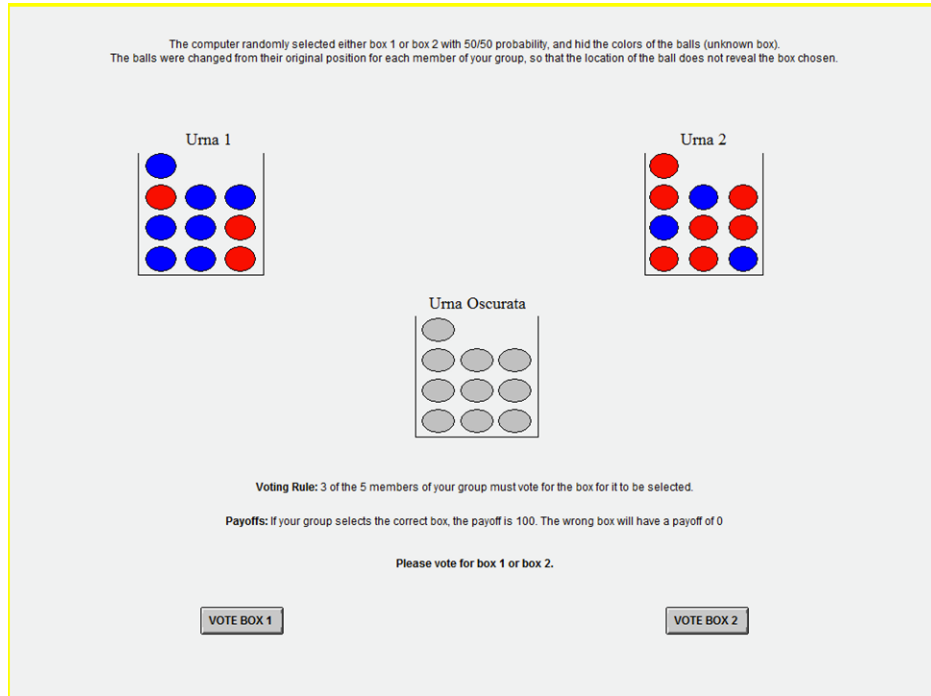 The computer randomly selected either box 1 or box 2 with 50/50 probability, and hid the colors of the balls (unknown box).
The balls were changed from their original position for each member of your group, so that the location of the ball does not reveal the box chosen.
Urna 1
Urna 2
Urna Oscurata
Voting Rule: 3 of the 5 members of your group must vote for the box for it to be selected.
Payoffs: If your group selects the correct box, the payoff is 100. The wrong box will have a payoff of 0
Please vote for box 1 or box 2.
VOTE BOX 1
VOTE BOX 2